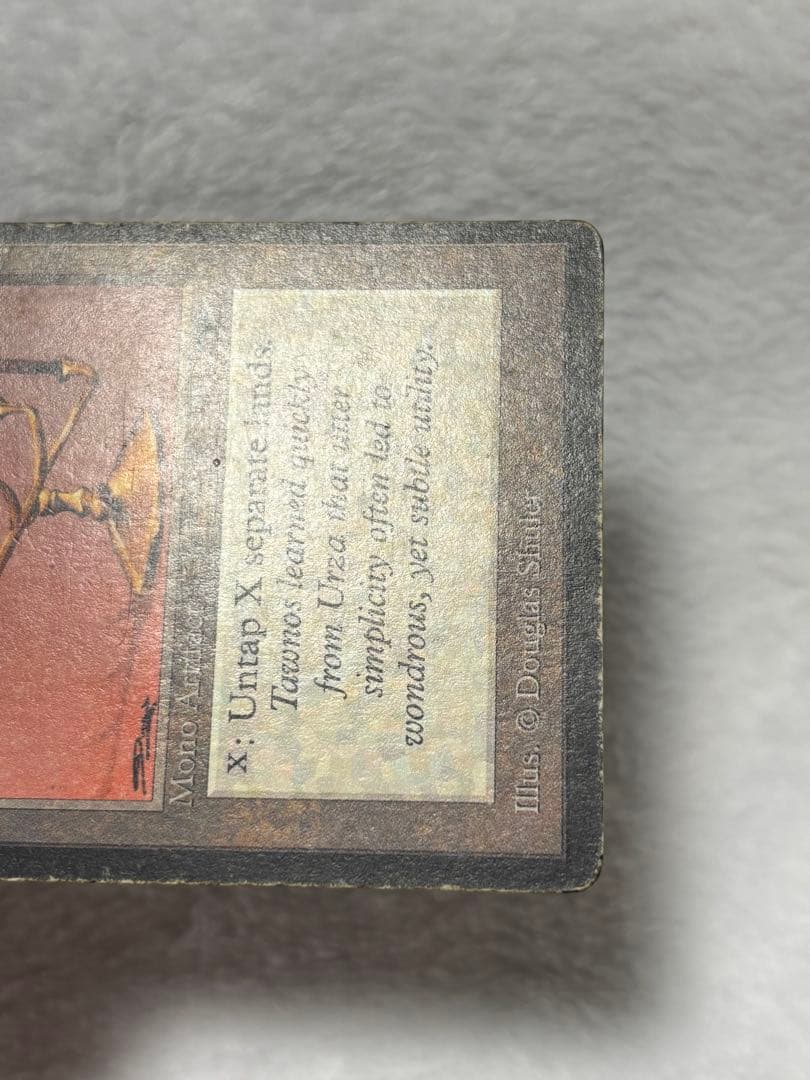 Mono Artifact
X: Untap X separate lands.
Tawnos learned quickly
from Urza that utter
simplicity often led to
wondrous, yet subtle utility.
Illus. © Douglas Shuler